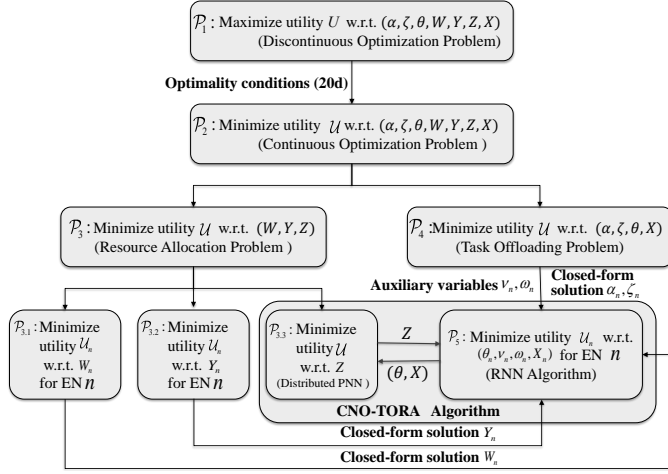 𝒫₁: Maximize utility U w.r.t. (α, ζ, θ, W, Y, Z, X)
(Discontinuous Optimization Problem)
Optimality conditions (20d)
𝒫₂: Minimize utility 𝒰 w.r.t. (α, ζ, θ, W, Y, Z, X)
(Continuous Optimization Problem )
𝒫₃: Minimize utility 𝒰 w.r.t. (W, Y, Z)
(Resource Allocation Problem )
𝒫₄: Minimize utility 𝒰 w.r.t. (α, ζ, θ, X)
(Task Offloading Problem)
Auxiliary variables νₙ, ωₙ
Closed-form
solution αₙ, ζₙ
𝒫₃.₁: Minimize
utility 𝒰ₙ
w.r.t. Wₙ
for EN n
𝒫₃.₂: Minimize
utility 𝒰ₙ
w.r.t. Yₙ
for EN n
𝒫₃.₃: Minimize
utility 𝒰
w.r.t. Z
(Distributed PNN )
Z
(θ, X)
𝒫₅: Minimize utility 𝒰ₙ w.r.t.
(θₙ, νₙ, ωₙ, Xₙ) for EN n
(RNN Algorithm)
CNO-TORA Algorithm
Closed-form solution Yₙ
Closed-form solution Wₙ